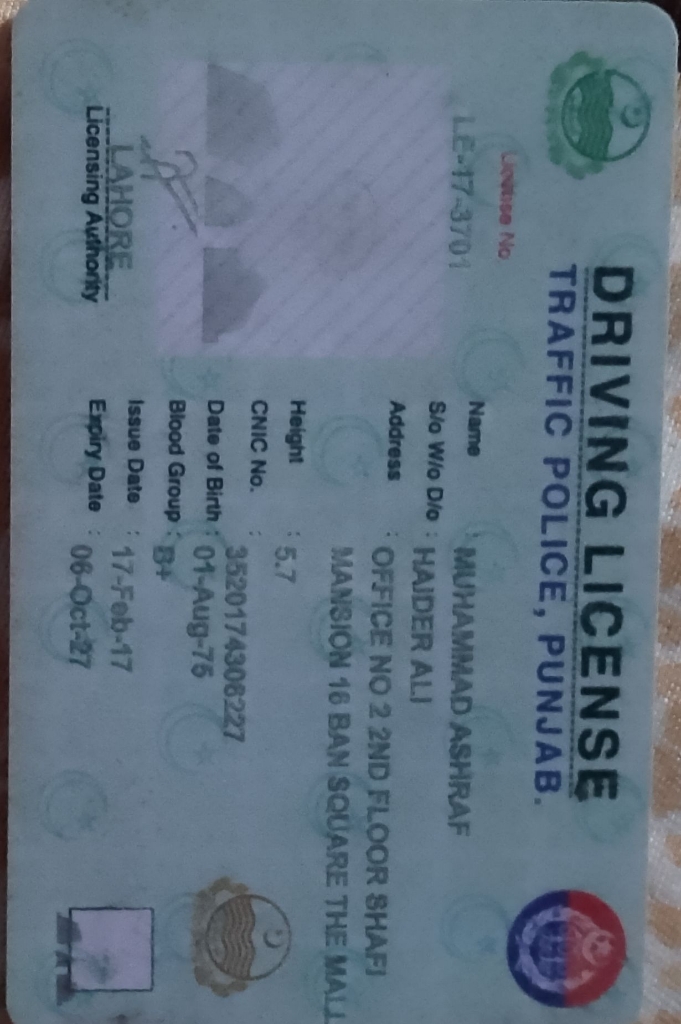 DRIVING LICENSE
TRAFFIC POLICE, PUNJAB.
License No
LE-17-3701
Name : MUHAMMAD ASHRAF
S/o W/o D/o : HAIDER ALI
Address : OFFICE NO 2 2ND FLOOR SHAFI
MANSION 16 BAN SQUARE THE MALL
Height : 5.7
CNIC No. : 3520174306227
Date of Birth : 01-Aug-75
Blood Group : B+
Issue Date : 17-Feb-17
Expiry Date : 06-Oct-27
LAHORE
Licensing Authority